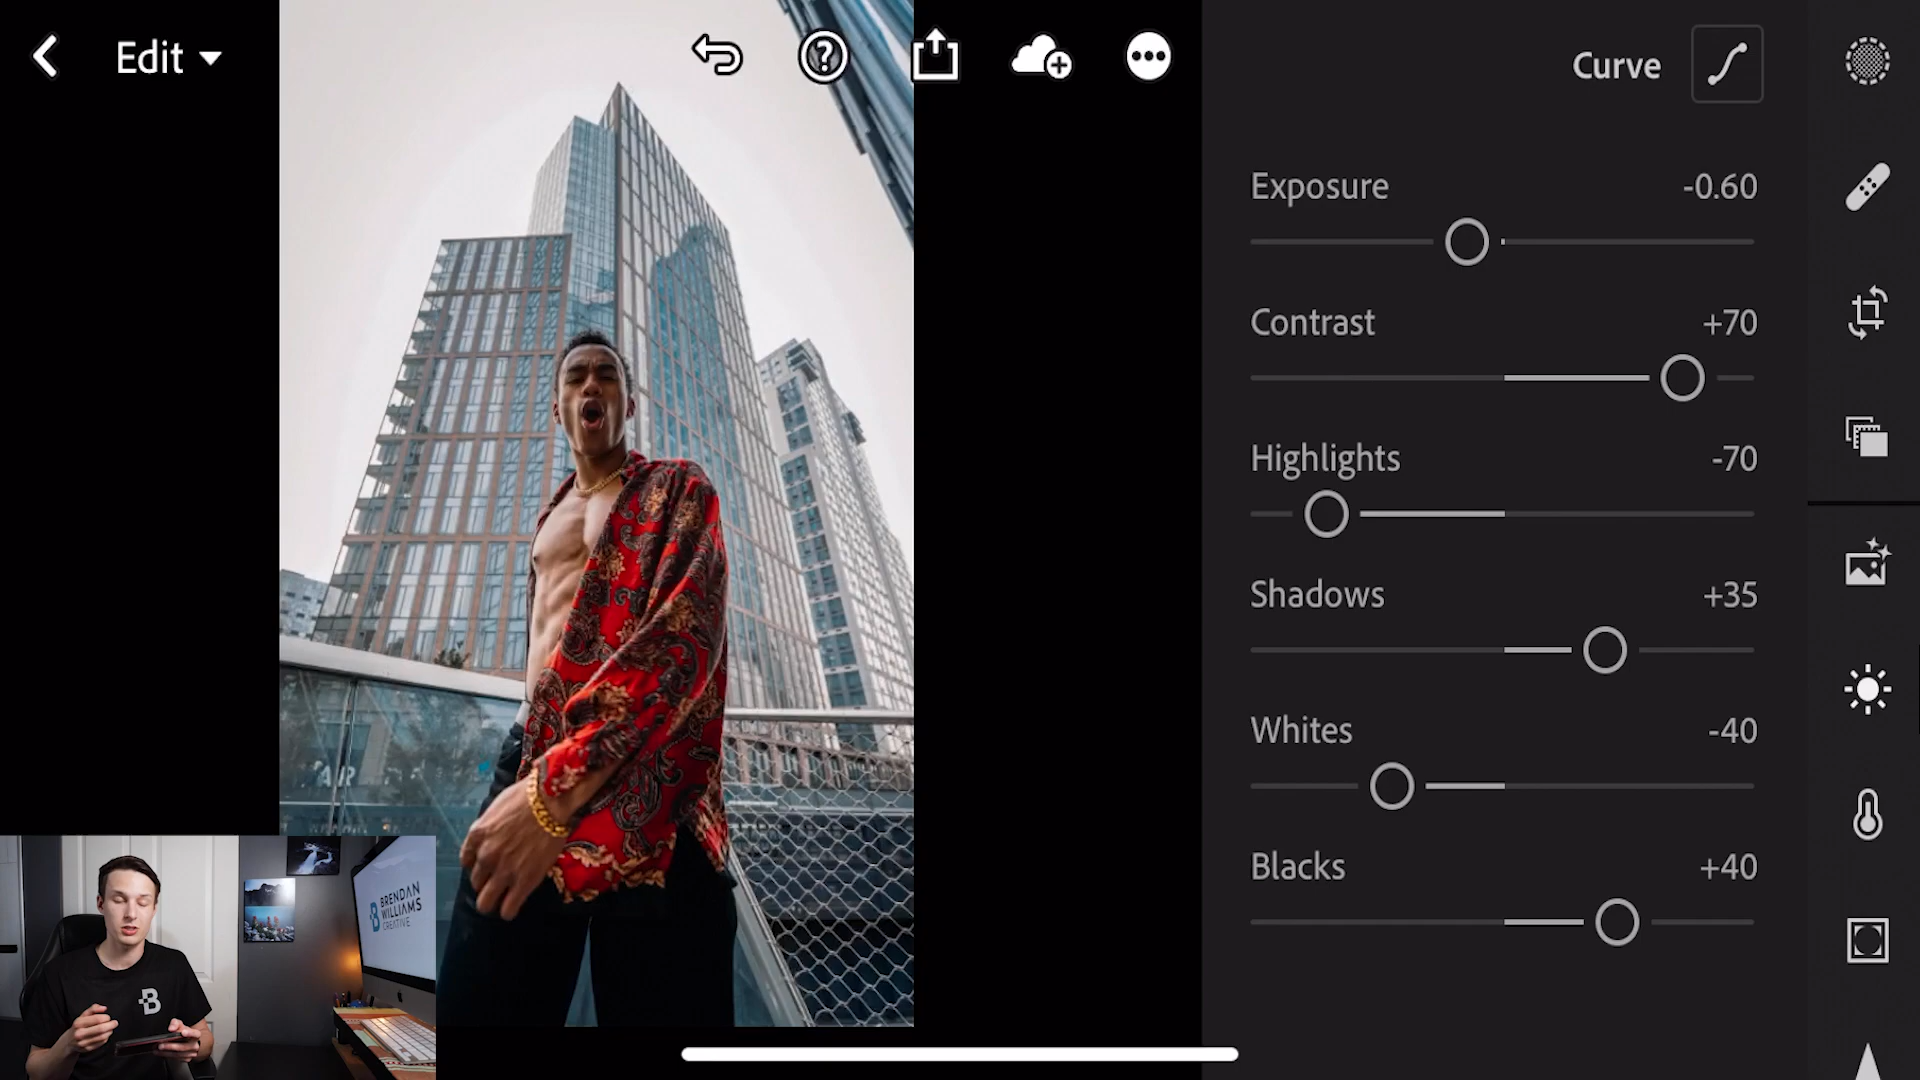 Edit
Curve
Exposure -0.60
Contrast +70
Highlights -70
Shadows +35
Whites -40
Blacks +40
BRENDAN
WILLIAMS
CREATIVE
B